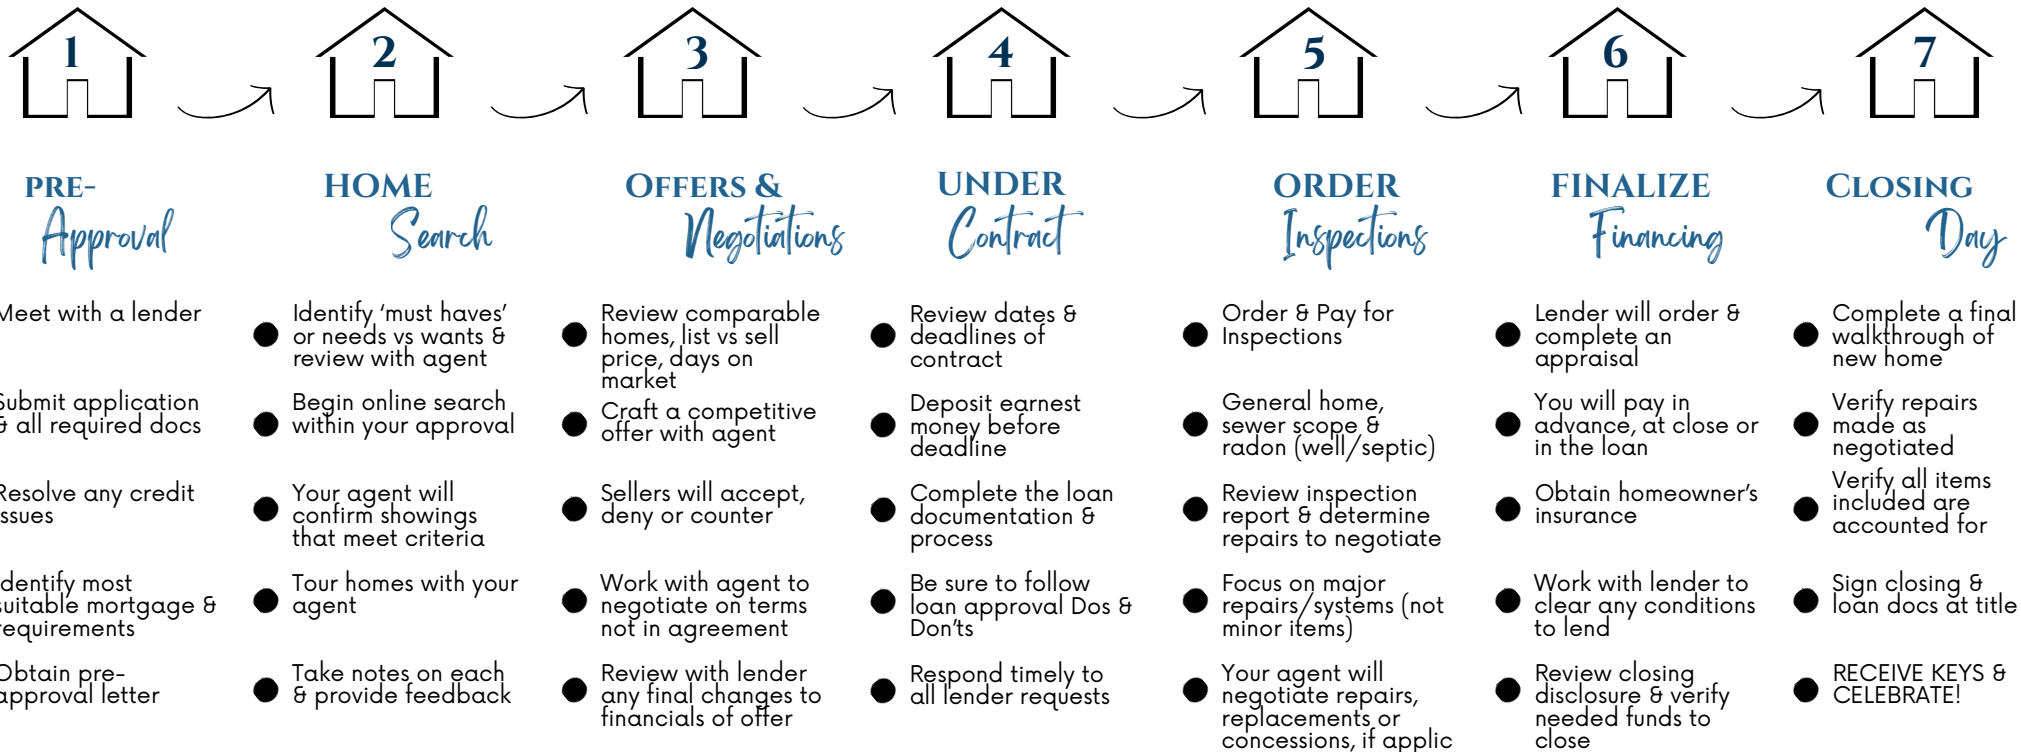 1
2
3
4
5
6
7
PRE-
Approval
Meet with a lender
Submit application
& all required docs
Resolve any credit
issues
Identify most
suitable mortgage &
requirements
Obtain pre-
approval letter
HOME
Search
Identify ‘must haves’
or needs vs wants &
review with agent
Begin online search
within your approval
Your agent will
confirm showings
that meet criteria
Tour homes with your
agent
Take notes on each
& provide feedback
OFFERS &
Negotiations
Review comparable
homes, list vs sell
price, days on
market
Craft a competitive
offer with agent
Sellers will accept,
deny or counter
Work with agent to
negotiate on terms
not in agreement
Review with lender
any final changes to
financials of offer
UNDER
Contract
Review dates &
deadlines of
contract
Deposit earnest
money before
deadline
Complete the loan
documentation &
process
Be sure to follow
loan approval Dos &
Don’ts
Respond timely to
all lender requests
ORDER
Inspections
Order & Pay for
Inspections
General home,
sewer scope &
radon (well/septic)
Review inspection
report & determine
repairs to negotiate
Focus on major
repairs/systems (not
minor items)
Your agent will
negotiate repairs,
replacements or
concessions, if applic
FINALIZE
Financing
Lender will order &
complete an
appraisal
You will pay in
advance, at close or
in the loan
Obtain homeowner’s
insurance
Work with lender to
clear any conditions
to lend
Review closing
disclosure & verify
needed funds to
close
CLOSING
Day
Complete a final
walkthrough of
new home
Verify repairs
made as
negotiated
Verify all items
included are
accounted for
Sign closing &
loan docs at title
RECEIVE KEYS &
CELEBRATE!